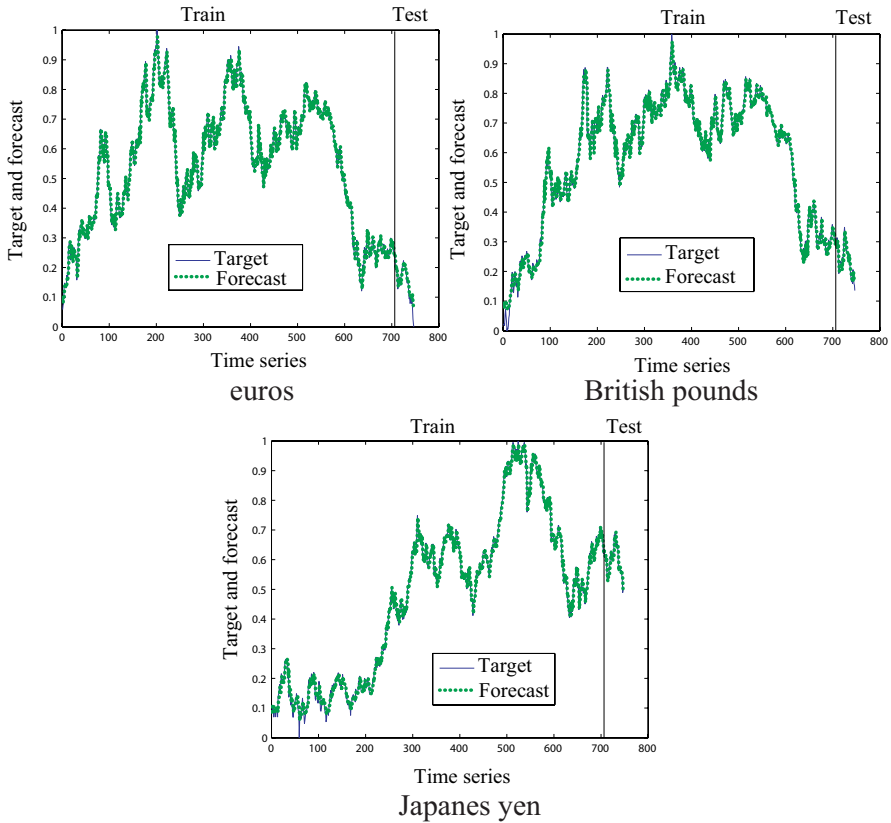 Train Test
Target and forecast
1
0.9
0.8
0.7
0.6
0.5
0.4
0.3
0.2
0.1
0
Target
Forecast
0 100 200 300 400 500 600 700 800
Time series
euros
Train Test
Target and forecast
1
0.9
0.8
0.7
0.6
0.5
0.4
0.3
0.2
0.1
0
Target
Forecast
0 100 200 300 400 500 600 700 800
Time series
British pounds
Train Test
Target and forecast
1
0.9
0.8
0.7
0.6
0.5
0.4
0.3
0.2
0.1
0
Target
Forecast
0 100 200 300 400 500 600 700 800
Time series
Japanes yen